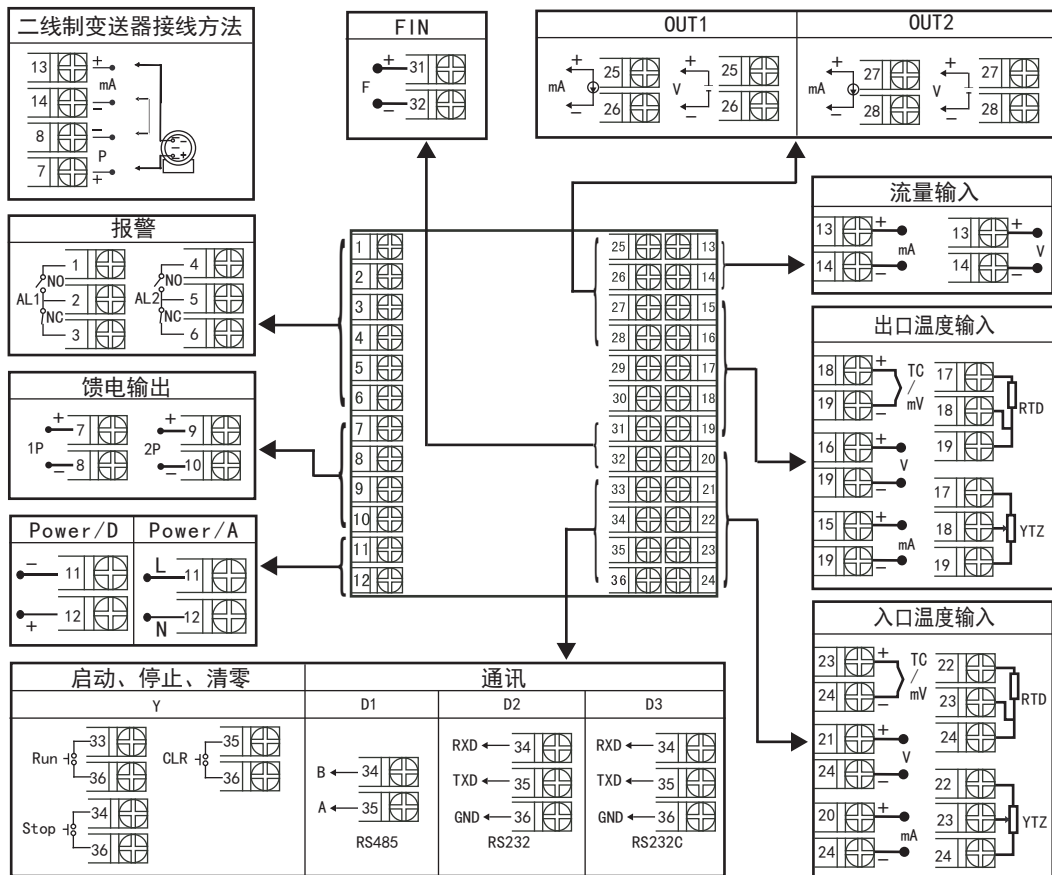 二线制变送器接线方法
13 + mA
14 −
8 − P
7 +
FIN
+ 31
F
− 32
OUT1 OUT2
+ 25 + 25 + 27 + 27
mA V mA V
− 26 − 26 − 28 − 28
报警
1 4
NO NO
AL1 2 AL2 5
NC NC
3 6
馈电输出
+ 7 + 9
1P 2P
− 8 − 10
Power/D Power/A
− 11 L 11
+ 12 N 12
1 25 13
2 26 14
3 27 15
4 28 16
5 29 17
6 30 18
7 31 19
8 32 20
9 33 21
10 34 22
11 35 23
12 36 24
流量输入
13 + 13 +
mA V
14 − 14 −
出口温度输入
18 + TC 17
/
19 − mV 18 RTD
19
16 +
V
19 − 17
15 + 18 YTZ
mA
19 − 19
入口温度输入
23 + TC 22
/
24 − mV 23 RTD
24
21 +
V
24 − 22
20 + 23 YTZ
mA
24 − 24
启动、停止、清零 通讯
Y D1 D2 D3
33 35
Run CLR
36 36
34
Stop
36
B 34
A 35
RS485
RXD 34
TXD 35
GND 36
RS232
RXD 34
TXD 35
GND 36
RS232C